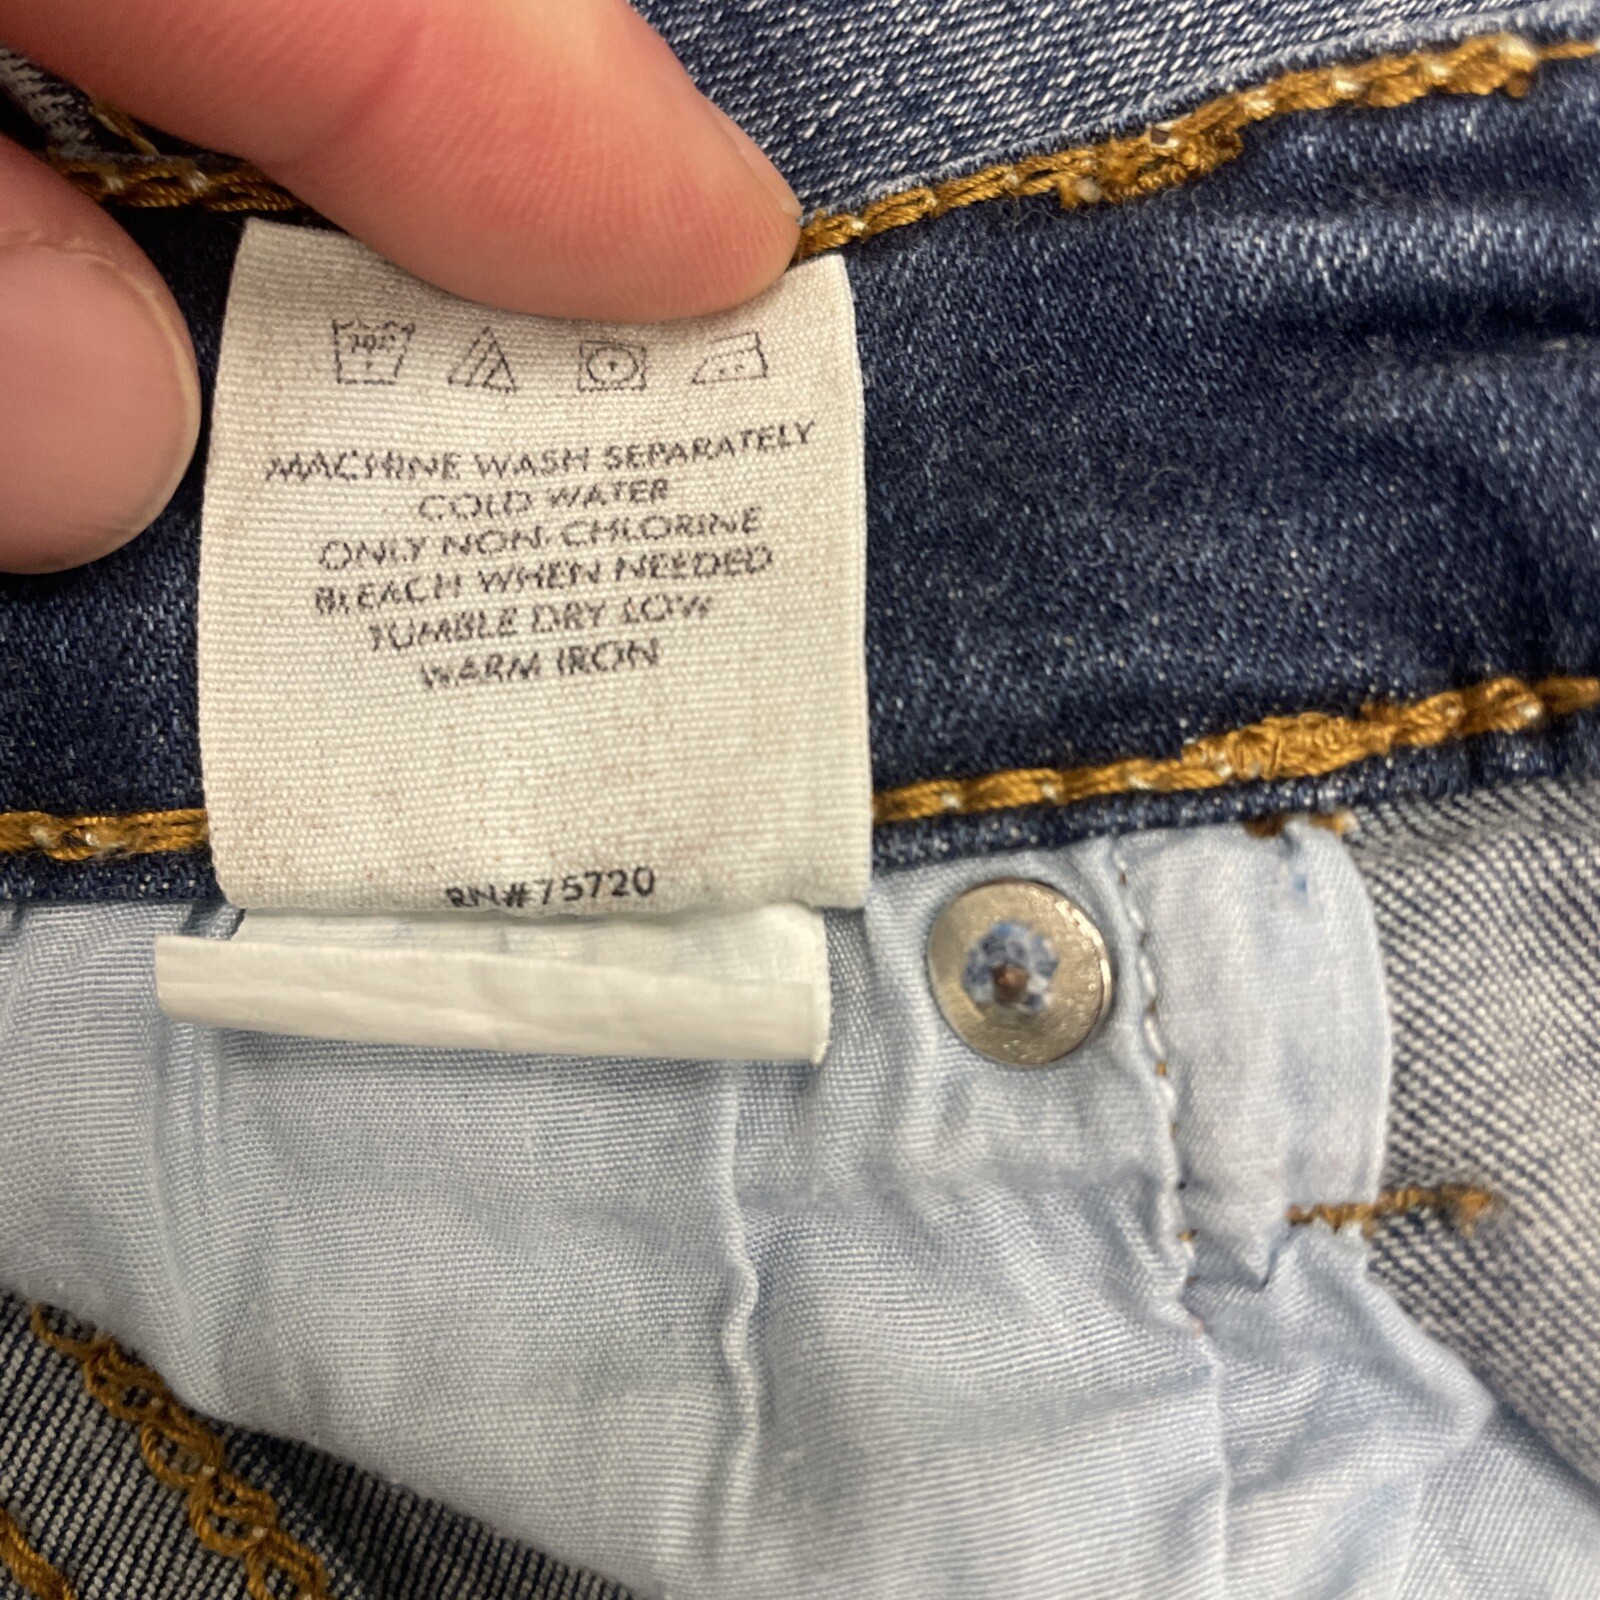 MACHINE WASH SEPARATELY
COLD WATER
ONLY NON-CHLORINE
BLEACH WHEN NEEDED
TUMBLE DRY LOW
WARM IRON
RN#75720